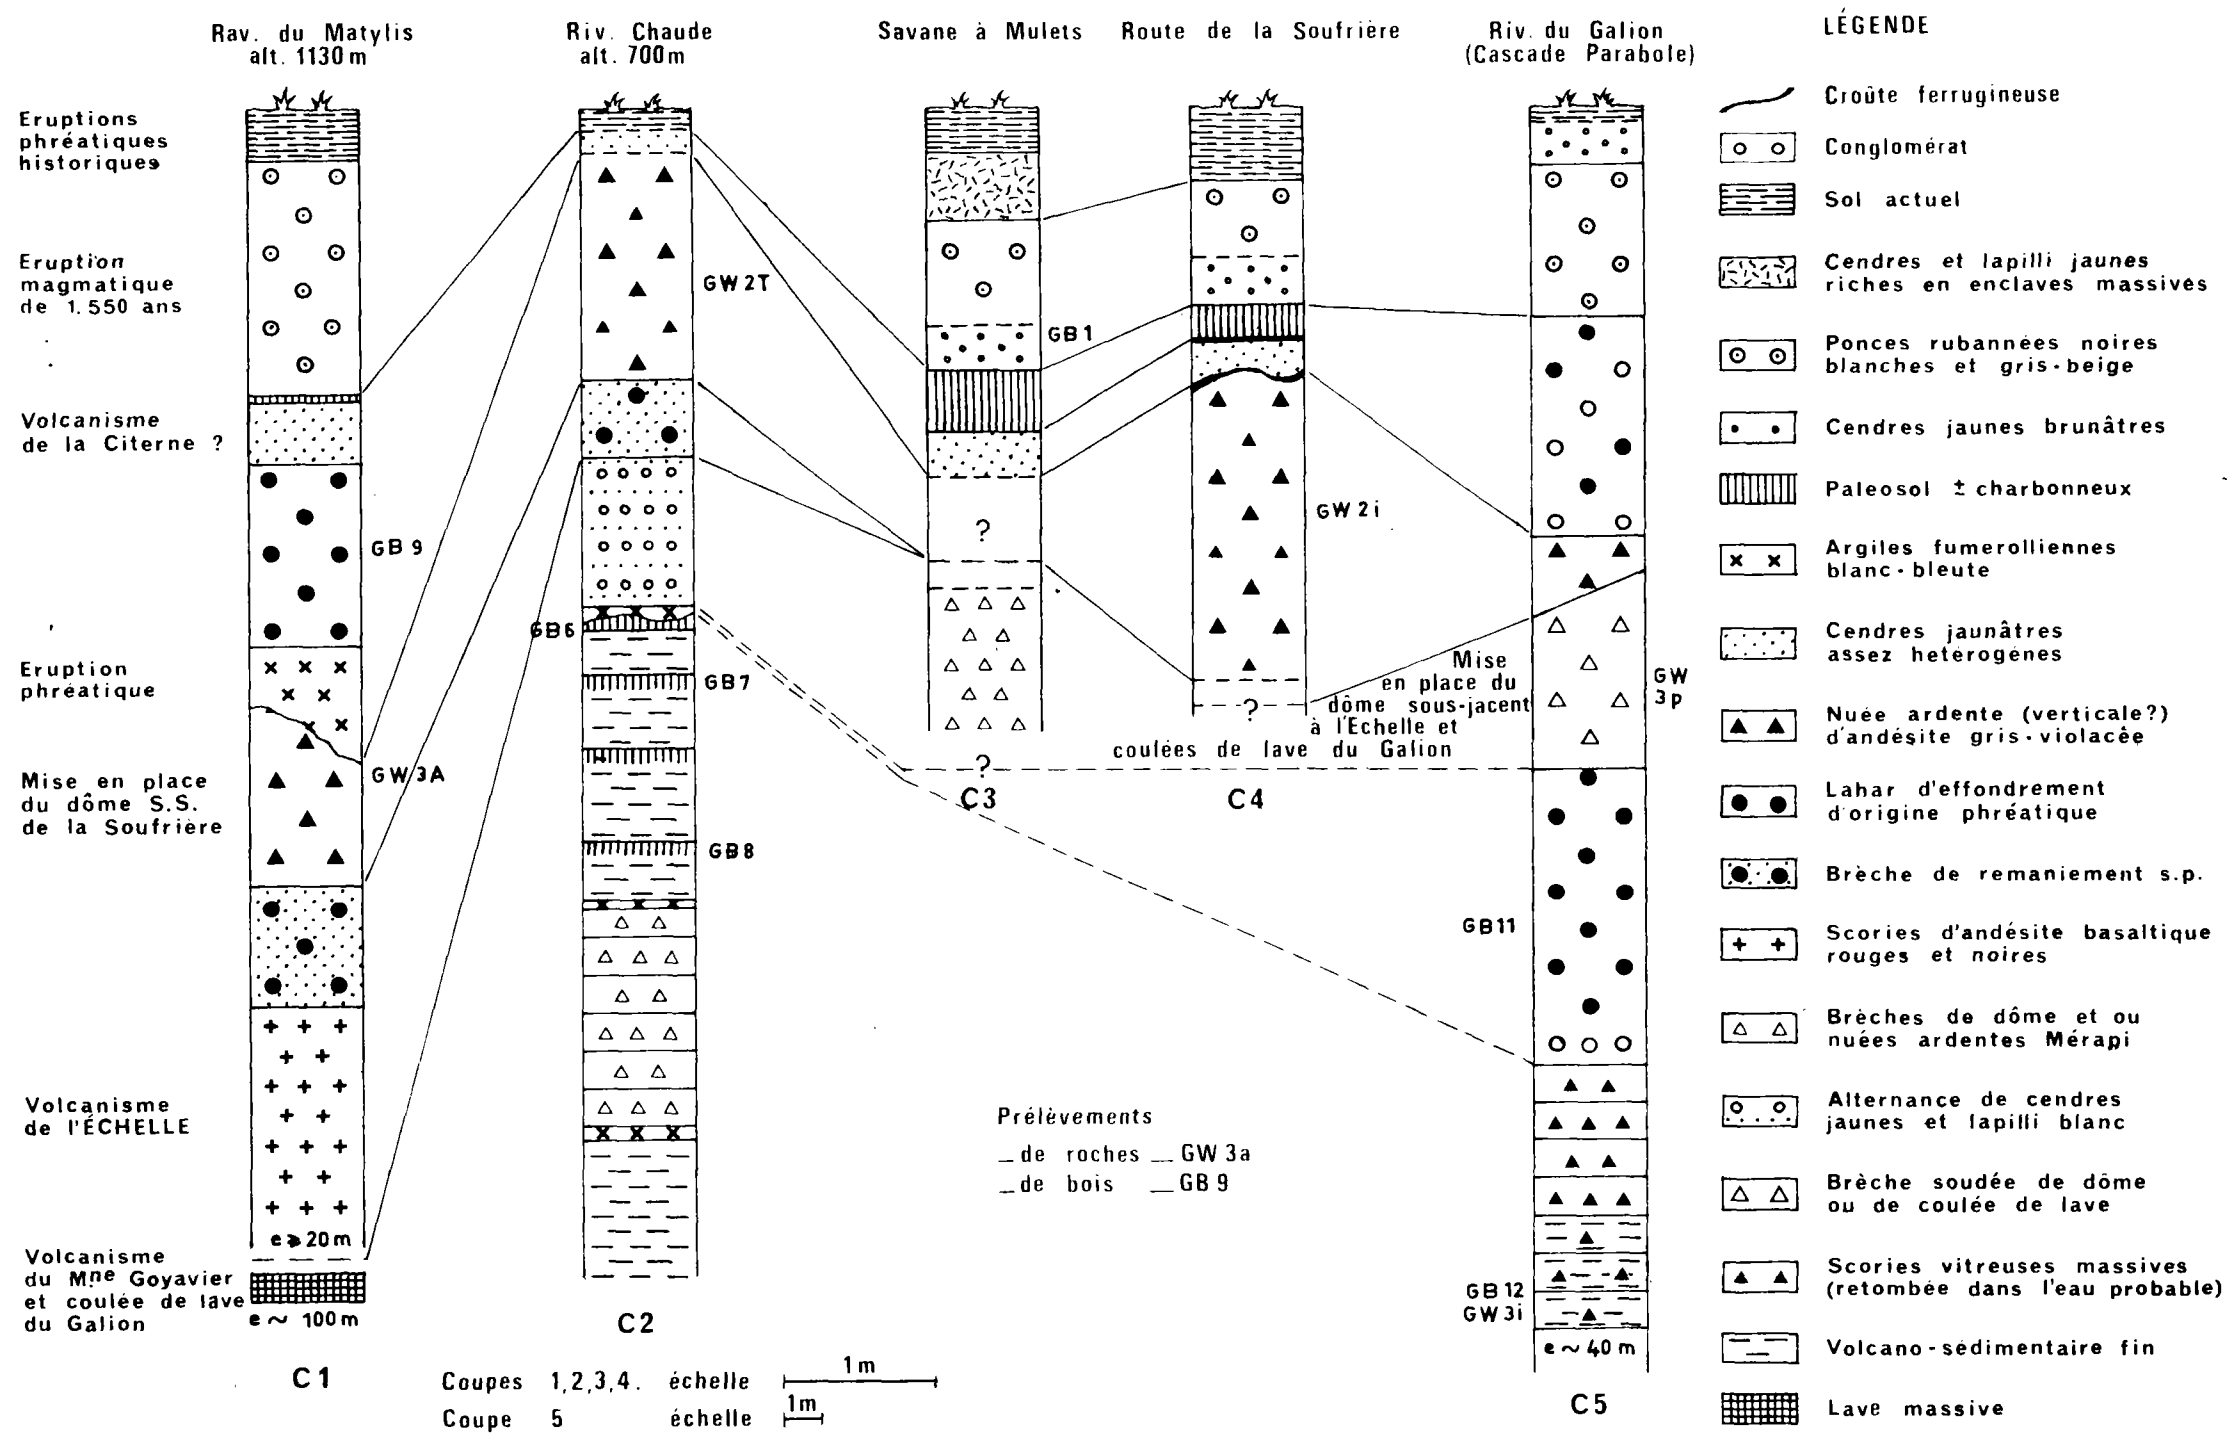 Rav. du Matylis
alt. 1130 m
Riv. Chaude
alt. 700 m
Savane à Mulets
Route de la Soufrière
Riv. du Galion
(Cascade Parabole)
Eruptions
phréatiques
historiques
Eruption
magmatique
de 1.550 ans
Volcanisme
de la Citerne ?
Eruption
phréatique
Mise en place
du dôme S.S.
de la Soufrière
Volcanisme
de l'ÉCHELLE
Volcanisme
du Mne Goyavier
et coulée de lave
du Galion
GB 9
GW 3A
e ⩾ 20 m
e ~ 100 m
C1
GW 2T
GB6
GB7
GB8
C2
GB 1
?
?
C3
GW 2i
?
C4
Mise
en place du
dôme sous-jacent
à l'Echelle et
coulées de lave du Galion
GW
3p
GB11
GB 12
GW 3i
e ~ 40 m
C5
Prélèvements
_ de roches _ GW 3a
_ de bois _ GB 9
Coupes 1,2,3,4. échelle 1 m
Coupe 5 échelle 1m
LÉGENDE
Croûte ferrugineuse
Conglomérat
Sol actuel
Cendres et lapilli jaunes
riches en enclaves massives
Ponces rubannées noires
blanches et gris-beige
Cendres jaunes brunâtres
Paleosol ± charbonneux
Argiles fumerolliennes
blanc-bleute
Cendres jaunâtres
assez hetérogènes
Nuée ardente (verticale?)
d'andésite gris-violacée
Lahar d'effondrement
d'origine phréatique
Brèche de remaniement s.p.
Scories d'andésite basaltique
rouges et noires
Brèches de dôme et ou
nuées ardentes Mérapi
Alternance de cendres
jaunes et lapilli blanc
Brèche soudée de dôme
ou de coulée de lave
Scories vitreuses massives
(retombée dans l'eau probable)
Volcano-sédimentaire fin
Lave massive